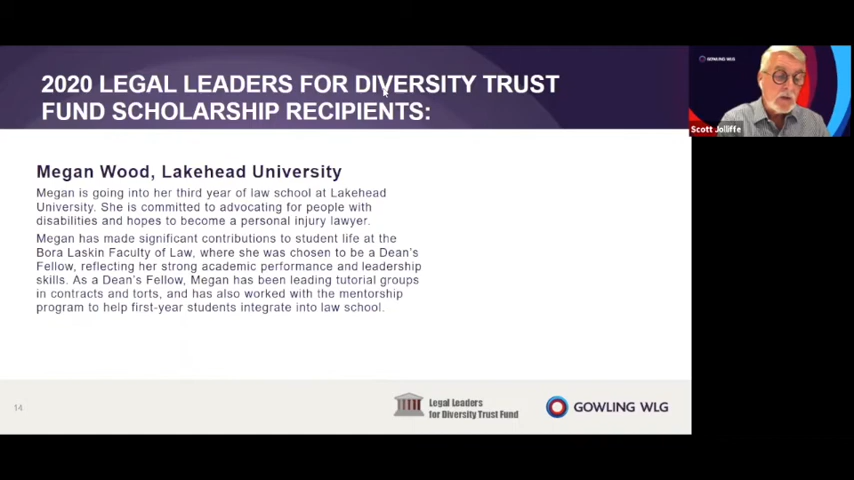 2020 LEGAL LEADERS FOR DIVERSITY TRUST
FUND SCHOLARSHIP RECIPIENTS:
GOWLING WLG
Scott Jolliffe
Megan Wood, Lakehead University
Megan is going into her third year of law school at Lakehead
University. She is committed to advocating for people with
disabilities and hopes to become a personal injury lawyer.
Megan has made significant contributions to student life at the
Bora Laskin Faculty of Law, where she was chosen to be a Dean's
Fellow, reflecting her strong academic performance and leadership
skills. As a Dean's Fellow, Megan has been leading tutorial groups
in contracts and torts, and has also worked with the mentorship
program to help first-year students integrate into law school.
14
Legal Leaders
for Diversity Trust Fund
GOWLING WLG